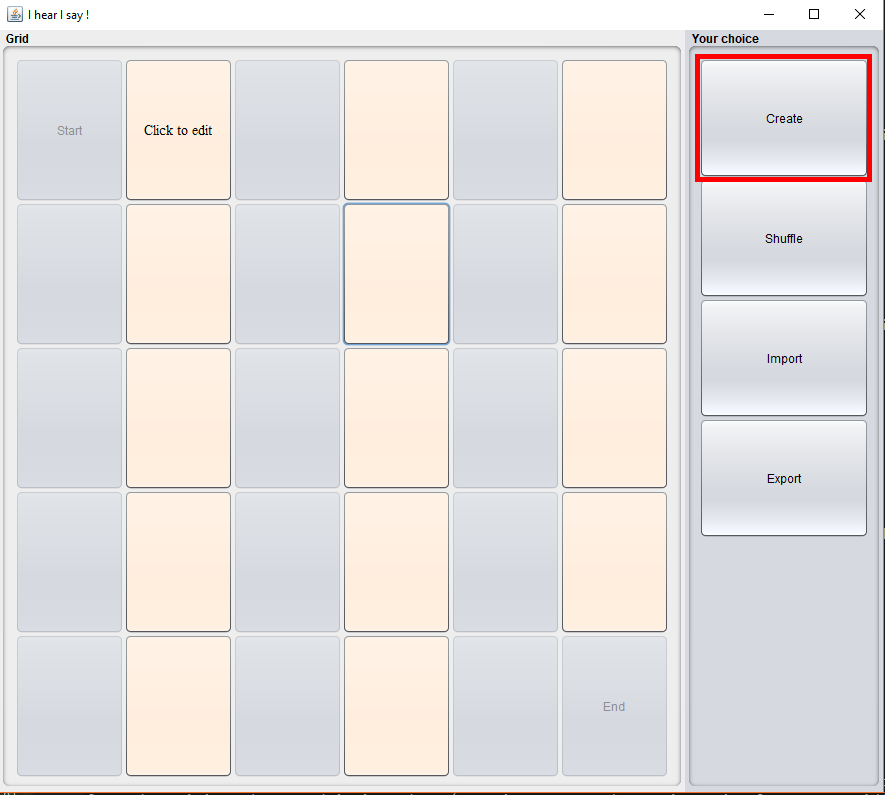 I hear I say !
Grid
Your choice
Start
Click to edit
Create
Shuffle
Import
Export
End